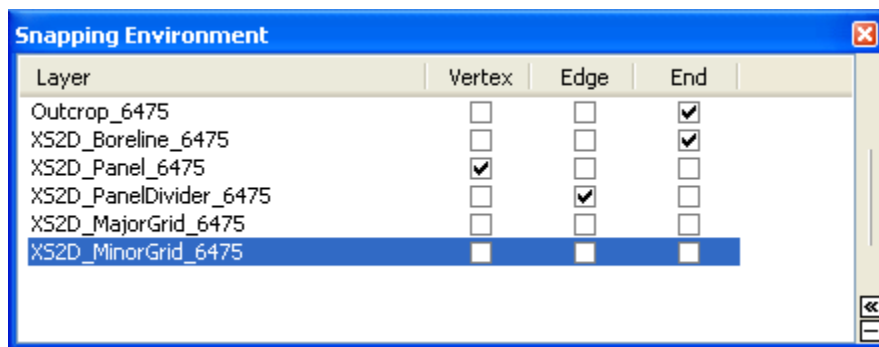 Snapping Environment
Layer Vertex Edge End
Outcrop_6475
XS2D_Boreline_6475
XS2D_Panel_6475
XS2D_PanelDivider_6475
XS2D_MajorGrid_6475
XS2D_MinorGrid_6475